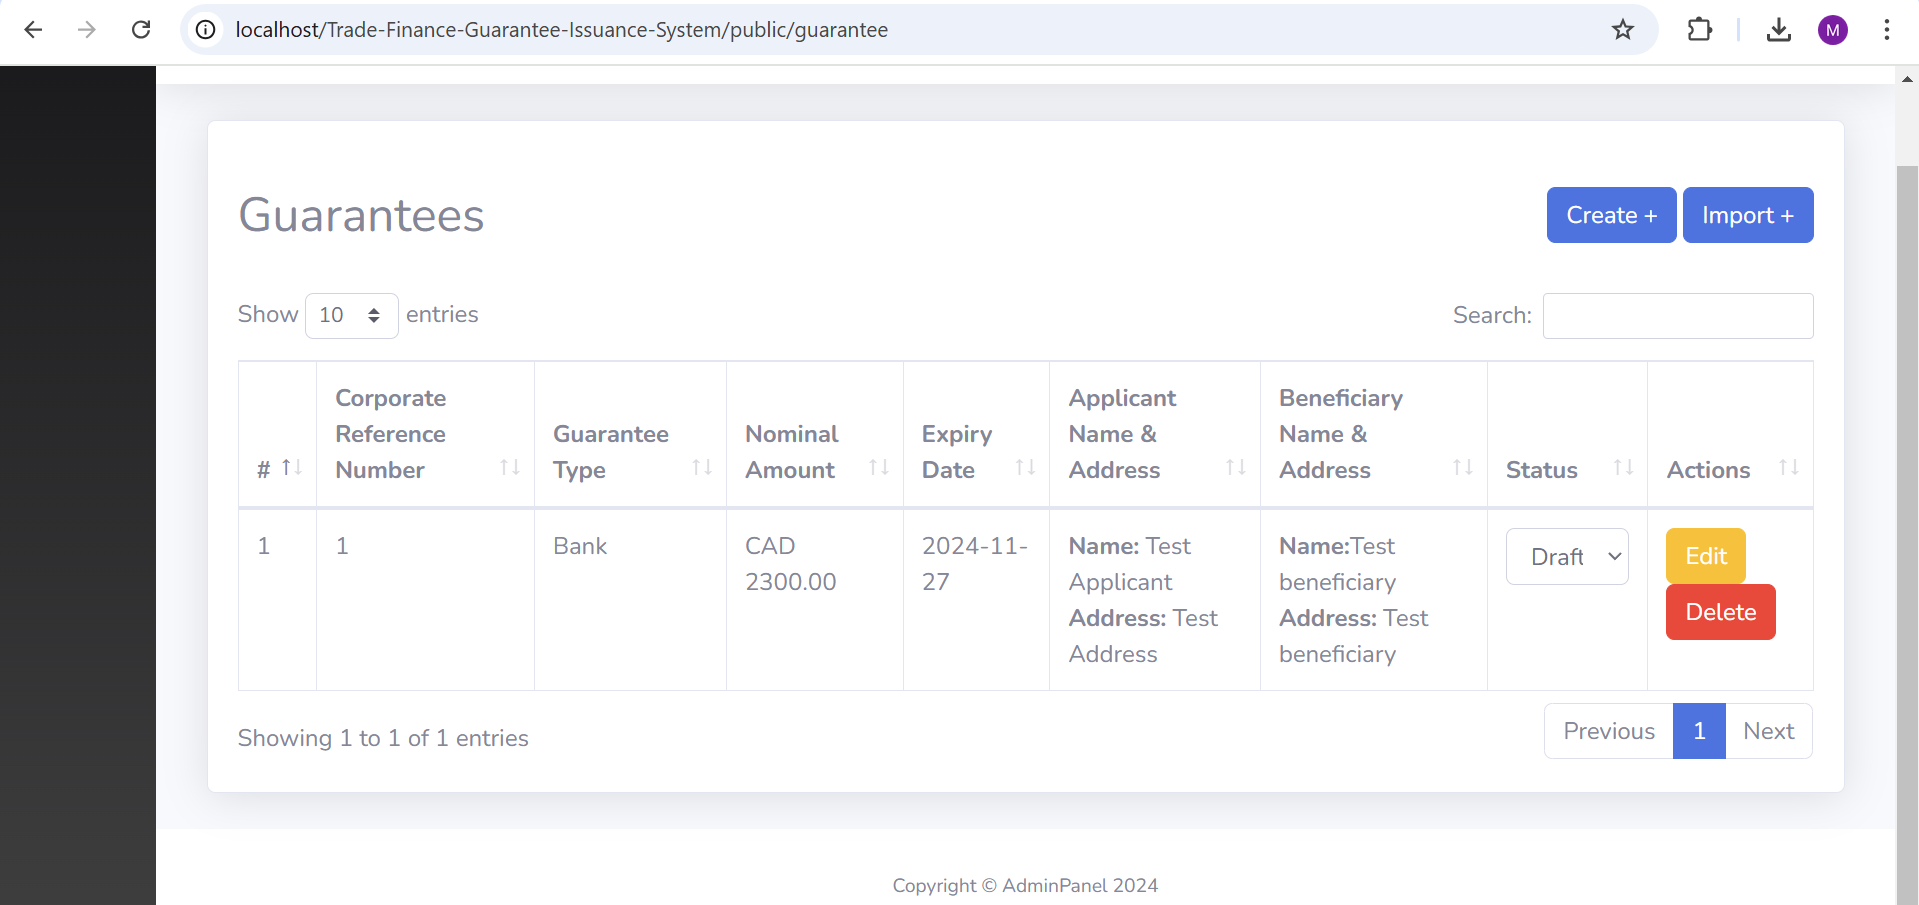 localhost/Trade-Finance-Guarantee-Issuance-System/public/guarantee
M
Guarantees
Create +
Import +
Show 10 entries
Search:
#
Corporate
Reference
Number
Guarantee
Type
Nominal
Amount
Expiry
Date
Applicant
Name &
Address
Beneficiary
Name &
Address
Status
Actions
1
1
Bank
CAD
2300.00
2024-11-
27
Name: Test
Applicant
Address: Test
Address
Name:Test
beneficiary
Address: Test
beneficiary
Draft
Edit
Delete
Showing 1 to 1 of 1 entries
Previous
1
Next
Copyright © AdminPanel 2024